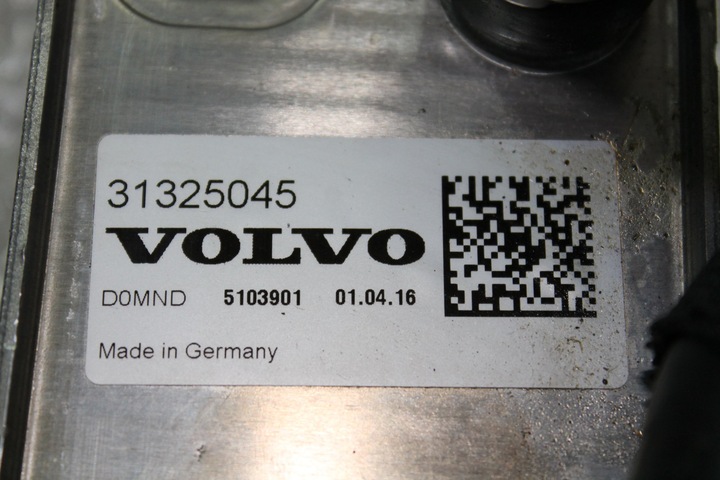 31325045
VOLVO
D0MND 5103901 01.04.16
Made in Germany